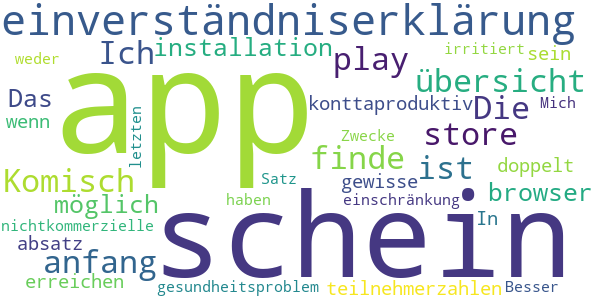 einverständniserklärung
weder Ich installation play irritiert sein
app
übersicht
Das wenn letzten konttaproduktiv Die Mich
Zwecke store
finde ist doppelt
Komisch Satz gewisse browser
möglich haben schein einschränkung In
nichtkommerzielle
absatz anfang
erreichen gesundheitsproblem teilnehmerzahlen Besser